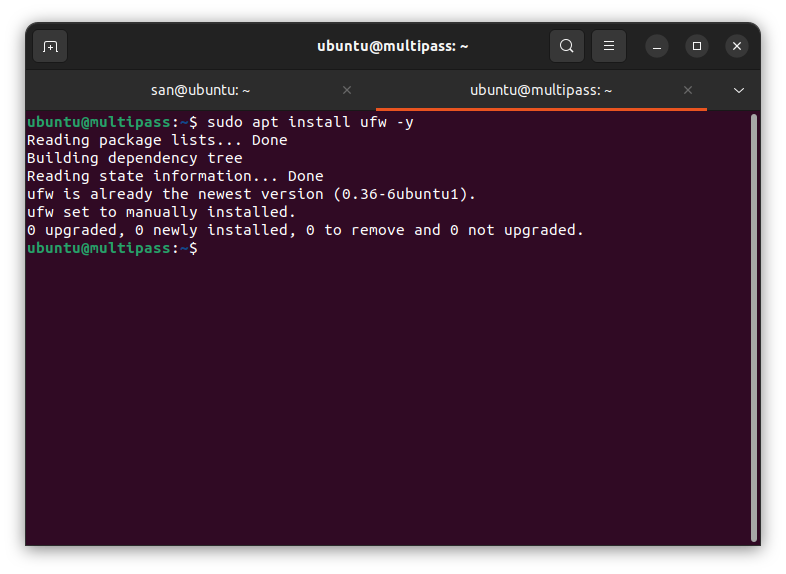 ubuntu@multipass: ~
san@ubuntu: ~
ubuntu@multipass: ~
ubuntu@multipass:~$ sudo apt install ufw -y
Reading package lists... Done
Building dependency tree
Reading state information... Done
ufw is already the newest version (0.36-6ubuntu1).
ufw set to manually installed.
0 upgraded, 0 newly installed, 0 to remove and 0 not upgraded.
ubuntu@multipass:~$